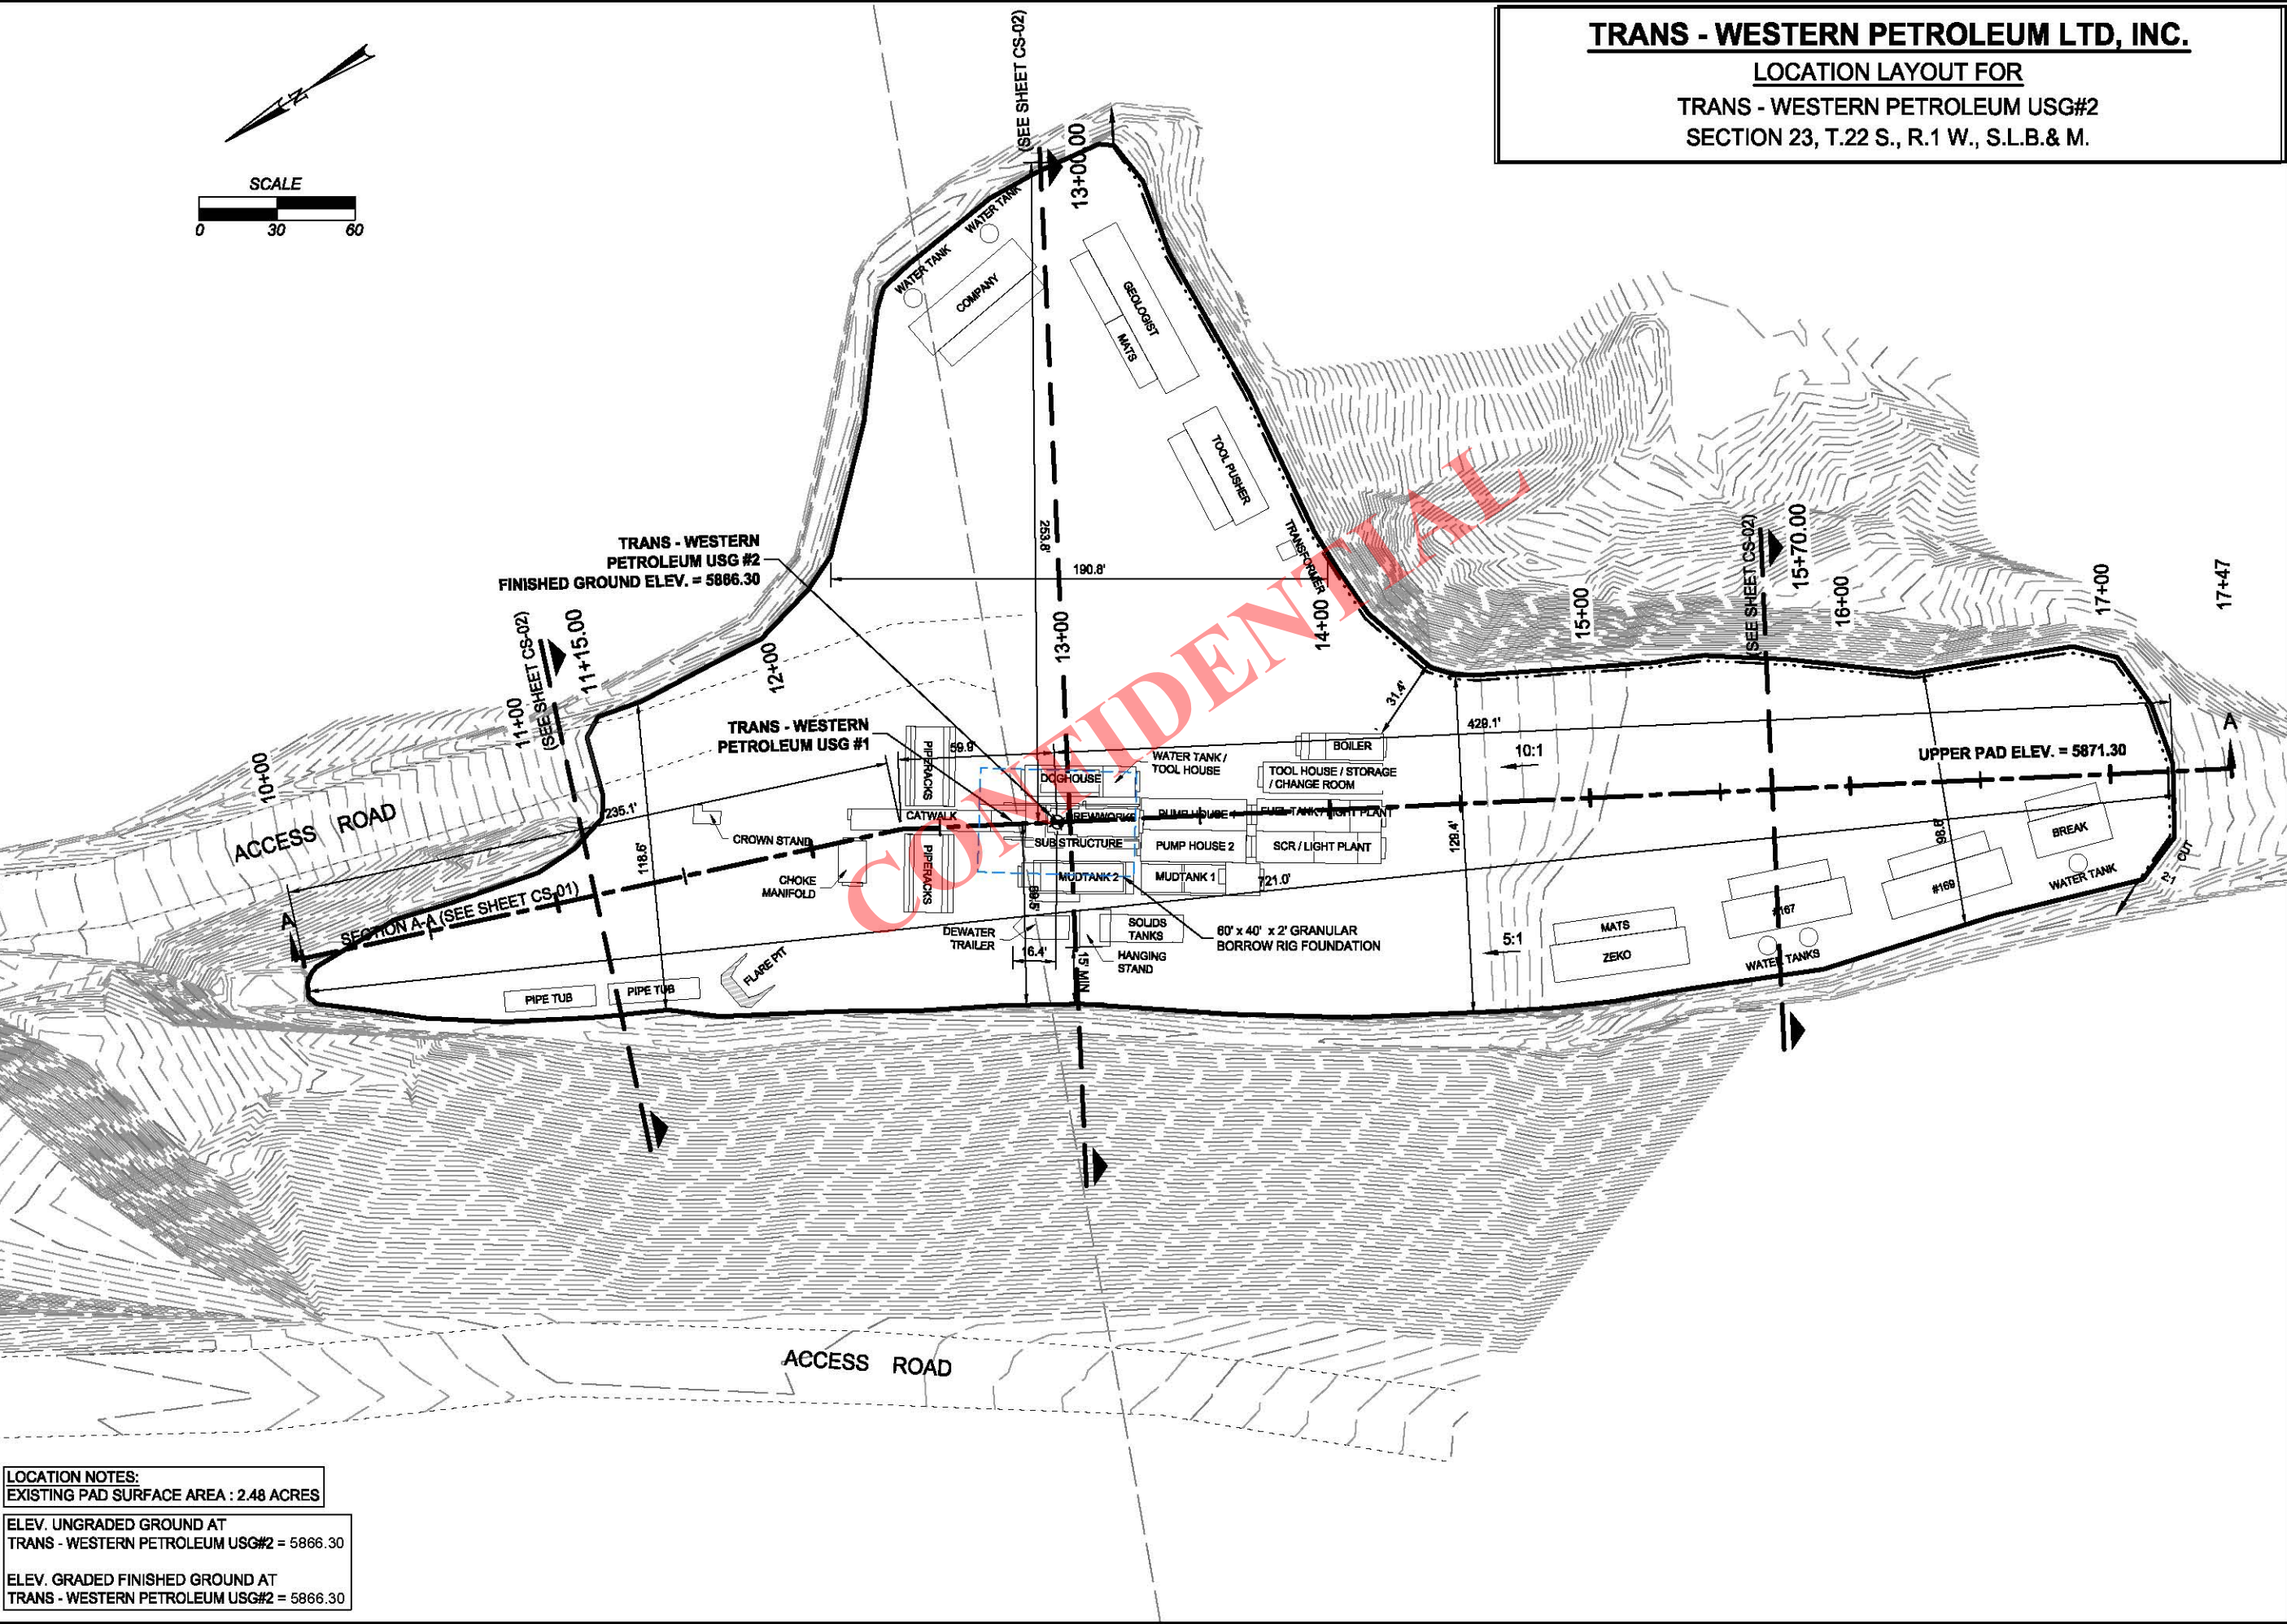 TRANS - WESTERN PETROLEUM LTD, INC.
LOCATION LAYOUT FOR
TRANS - WESTERN PETROLEUM USG#2
SECTION 23, T.22 S., R.1 W., S.L.B.& M.
N
SCALE
0 30 60
(SEE SHEET CS-02)
13+00.00
WATER TANK
WATER TANK
COMPANY
GEOLOGIST
MATS
TOOL PUSHER
TRANSFORMER
253.8'
190.8'
TRANS - WESTERN
PETROLEUM USG #2
FINISHED GROUND ELEV. = 5866.30
10+00
11+00
(SEE SHEET CS-02)
11+15.00
12+00
13+00
14+00
15+00
(SEE SHEET CS-02)
15+70.00
16+00
17+00
17+47
TRANS - WESTERN
PETROLEUM USG #1
ACCESS ROAD
235.1'
118.6'
59.9'
31.4'
429.1'
10:1
UPPER PAD ELEV. = 5871.30
A
PIPERACKS
DOGHOUSE
WATER TANK /
TOOL HOUSE
BOILER
TOOL HOUSE / STORAGE
/ CHANGE ROOM
CATWALK
PUMP HOUSE 1
FUEL TANK / LIGHT PLANT
CROWN STAND
SUB STRUCTURE
PUMP HOUSE 2
SCR / LIGHT PLANT
CHOKE
MANIFOLD
PIPERACKS
MUDTANK 2
MUDTANK 1
721.0'
129.4'
98.8'
BREAK
WATER TANK
CUT
2:1
#169
#167
A
SECTION A-A (SEE SHEET CS-01)
DEWATER
TRAILER
16.4'
SOLIDS
TANKS
HANGING
STAND
15' MIN
60' x 40' x 2' GRANULAR
BORROW RIG FOUNDATION
5:1
MATS
ZEKO
WATER TANKS
FLARE PIT
PIPE TUB
PIPE TUB
CONFIDENTIAL
ACCESS ROAD
LOCATION NOTES:
EXISTING PAD SURFACE AREA : 2.48 ACRES
ELEV. UNGRADED GROUND AT
TRANS - WESTERN PETROLEUM USG#2 = 5866.30
ELEV. GRADED FINISHED GROUND AT
TRANS - WESTERN PETROLEUM USG#2 = 5866.30